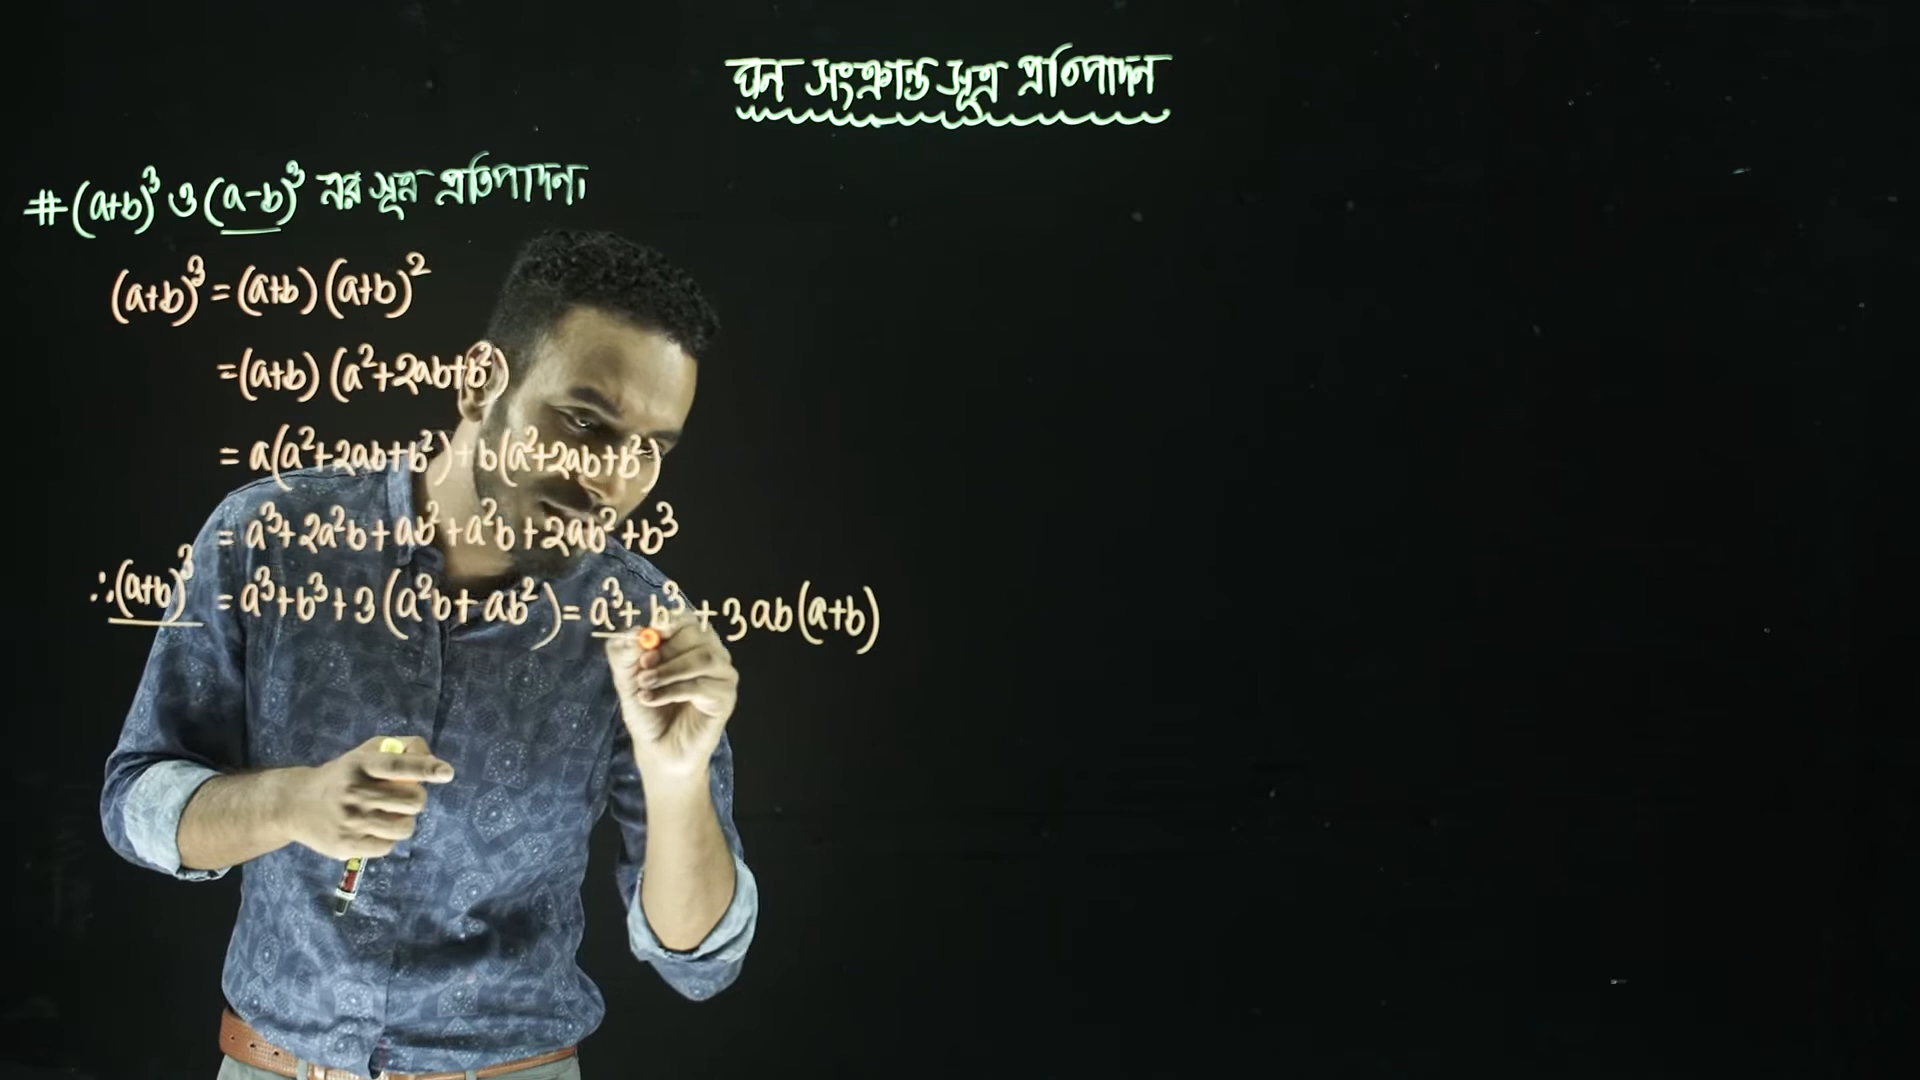 ঘন সংক্রান্ত সূত্র প্রতিপাদন
# (a+b)³ ও (a-b)³ এর সূত্র প্রতিপাদন।
(a+b)³ = (a+b) (a+b)²
= (a+b) (a²+2ab+b²)
= a(a²+2ab+b²) + b(a²+2ab+b²)
= a³+2a²b+ab²+a²b+2ab²+b³
∴ (a+b)³ = a³+b³+3(a²b+ab²) = a³+b³+3ab(a+b)